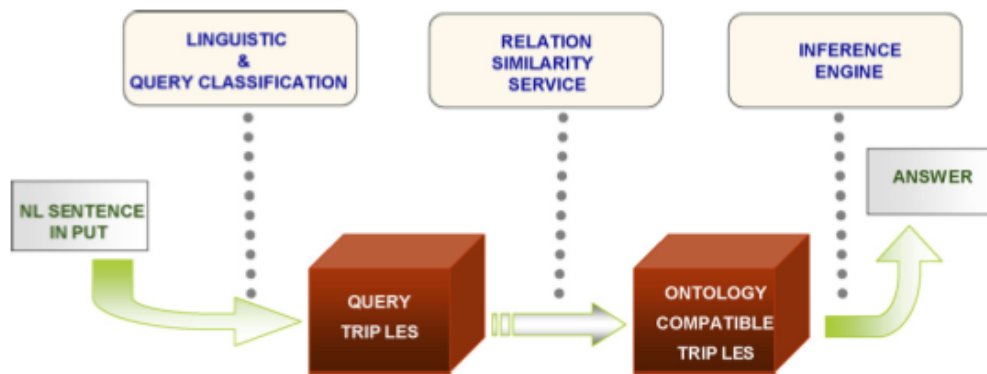 LINGUISTIC
&
QUERY CLASSIFICATION
RELATION
SIMILARITY
SERVICE
INFERENCE
ENGINE
NL SENTENCE
IN PUT
QUERY
TRIP LES
ONTOLOGY
COMPATIBLE
TRIP LES
ANSWER